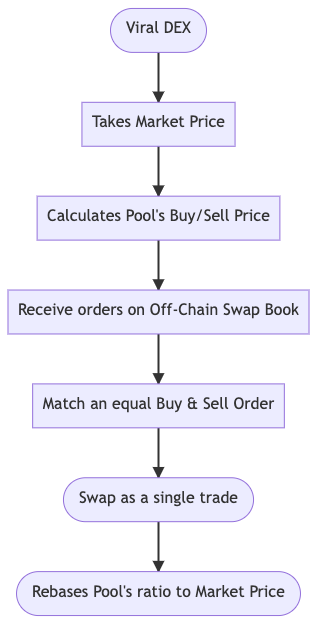 Viral DEX
Takes Market Price
Calculates Pool's Buy/Sell Price
Receive orders on Off-Chain Swap Book
Match an equal Buy & Sell Order
Swap as a single trade
Rebases Pool's ratio to Market Price